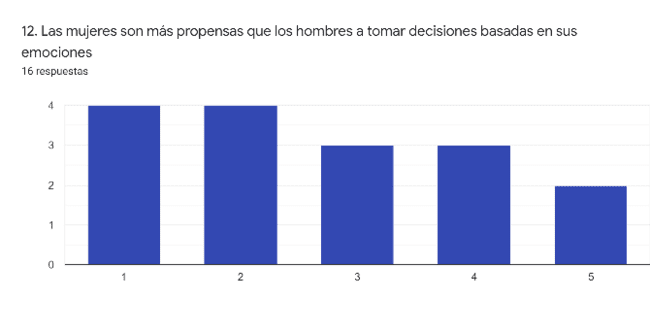 12. Las mujeres son más propensas que los hombres a tomar decisiones basadas en sus
emociones
16 respuestas
4
3
2
1
0
1 2 3 4 5